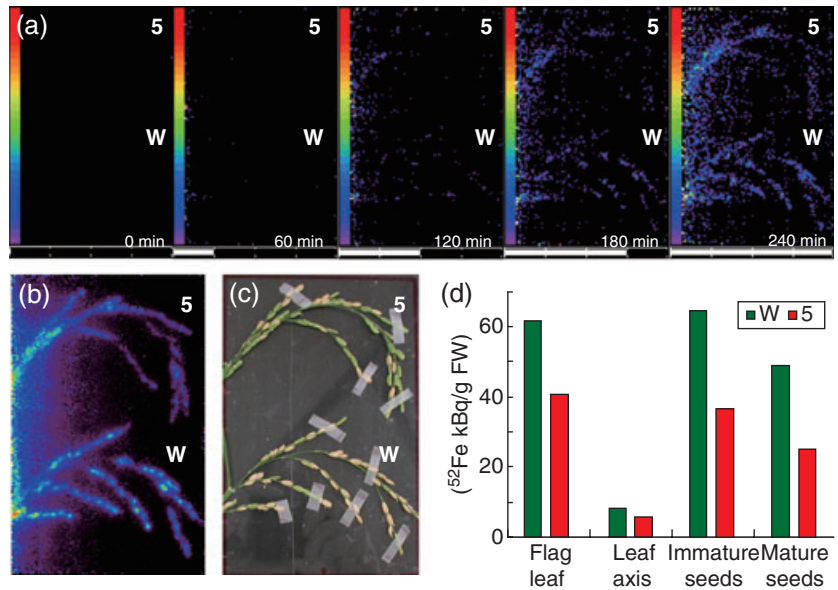 (a)
5
5
5
5
5
W
W
W
W
W
0 min
60 min
120 min
180 min
240 min
(b)
5
W
(c)
5
W
(d)
W
5
(⁵²Fe kBq/g FW)
60
40
20
0
Flag leaf
Leaf axis
Immature seeds
Mature seeds